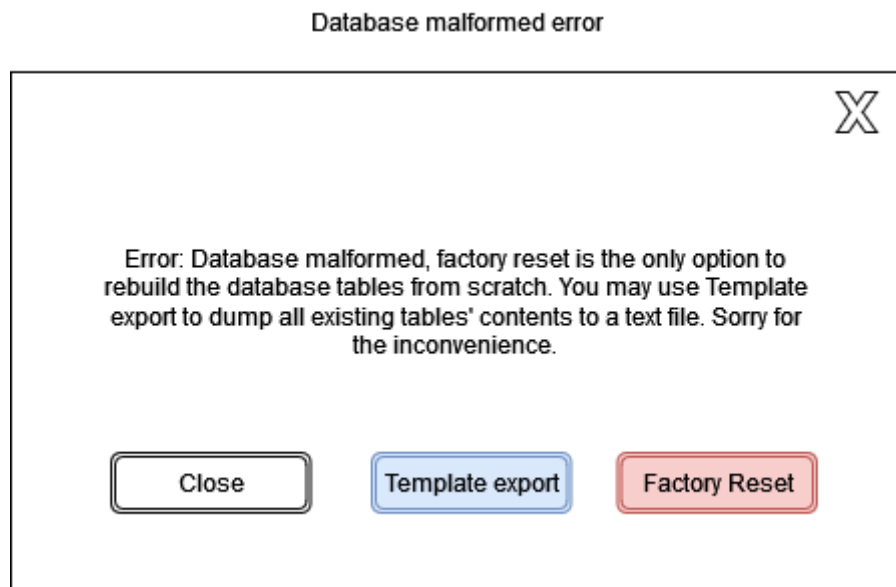 Database malformed error
X
Error: Database malformed, factory reset is the only option to
rebuild the database tables from scratch. You may use Template
export to dump all existing tables' contents to a text file. Sorry for
the inconvenience.
Close
Template export
Factory Reset